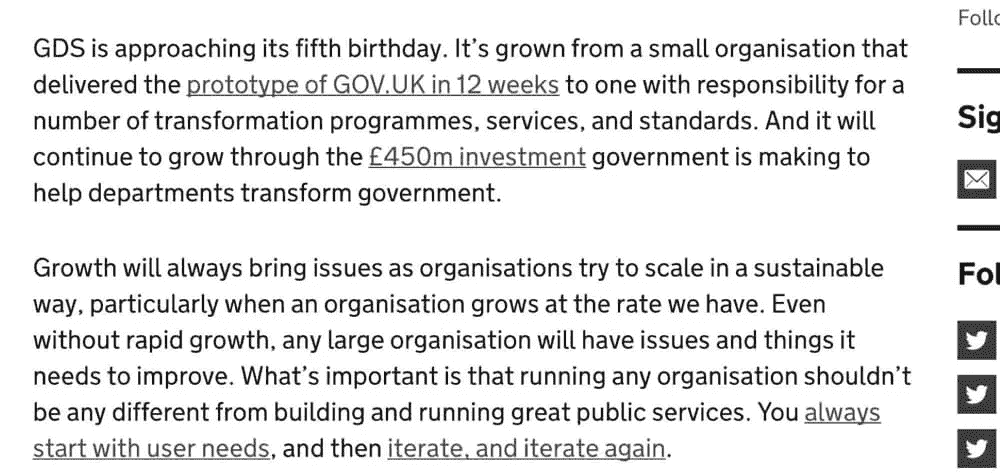 GDS is approaching its fifth birthday. It’s grown from a small organisation that
delivered the prototype of GOV.UK in 12 weeks to one with responsibility for a
number of transformation programmes, services, and standards. And it will
continue to grow through the £450m investment government is making to
help departments transform government.
Growth will always bring issues as organisations try to scale in a sustainable
way, particularly when an organisation grows at the rate we have. Even
without rapid growth, any large organisation will have issues and things it
needs to improve. What’s important is that running any organisation shouldn’t
be any different from building and running great public services. You always
start with user needs, and then iterate, and iterate again.
Follo
Sig
Fol